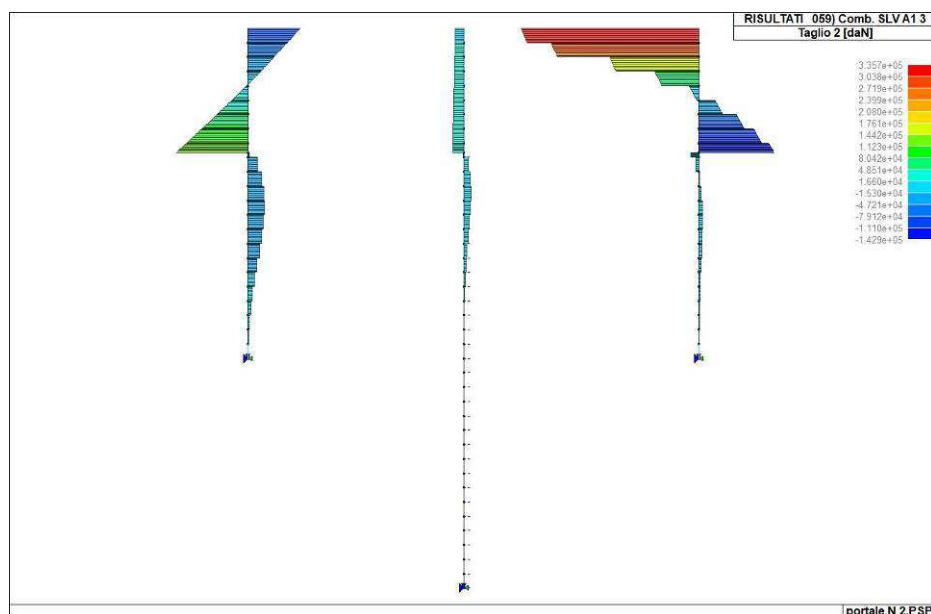 RISULTATI 059) Comb. SLV A1 3
Taglio 2 [daN]
3.357e+05
3.038e+05
2.719e+05
2.399e+05
2.080e+05
1.761e+05
1.442e+05
1.123e+05
8.042e+04
4.851e+04
1.660e+04
-1.530e+04
-4.721e+04
-7.912e+04
-1.110e+05
-1.429e+05
portale N 2.PSP